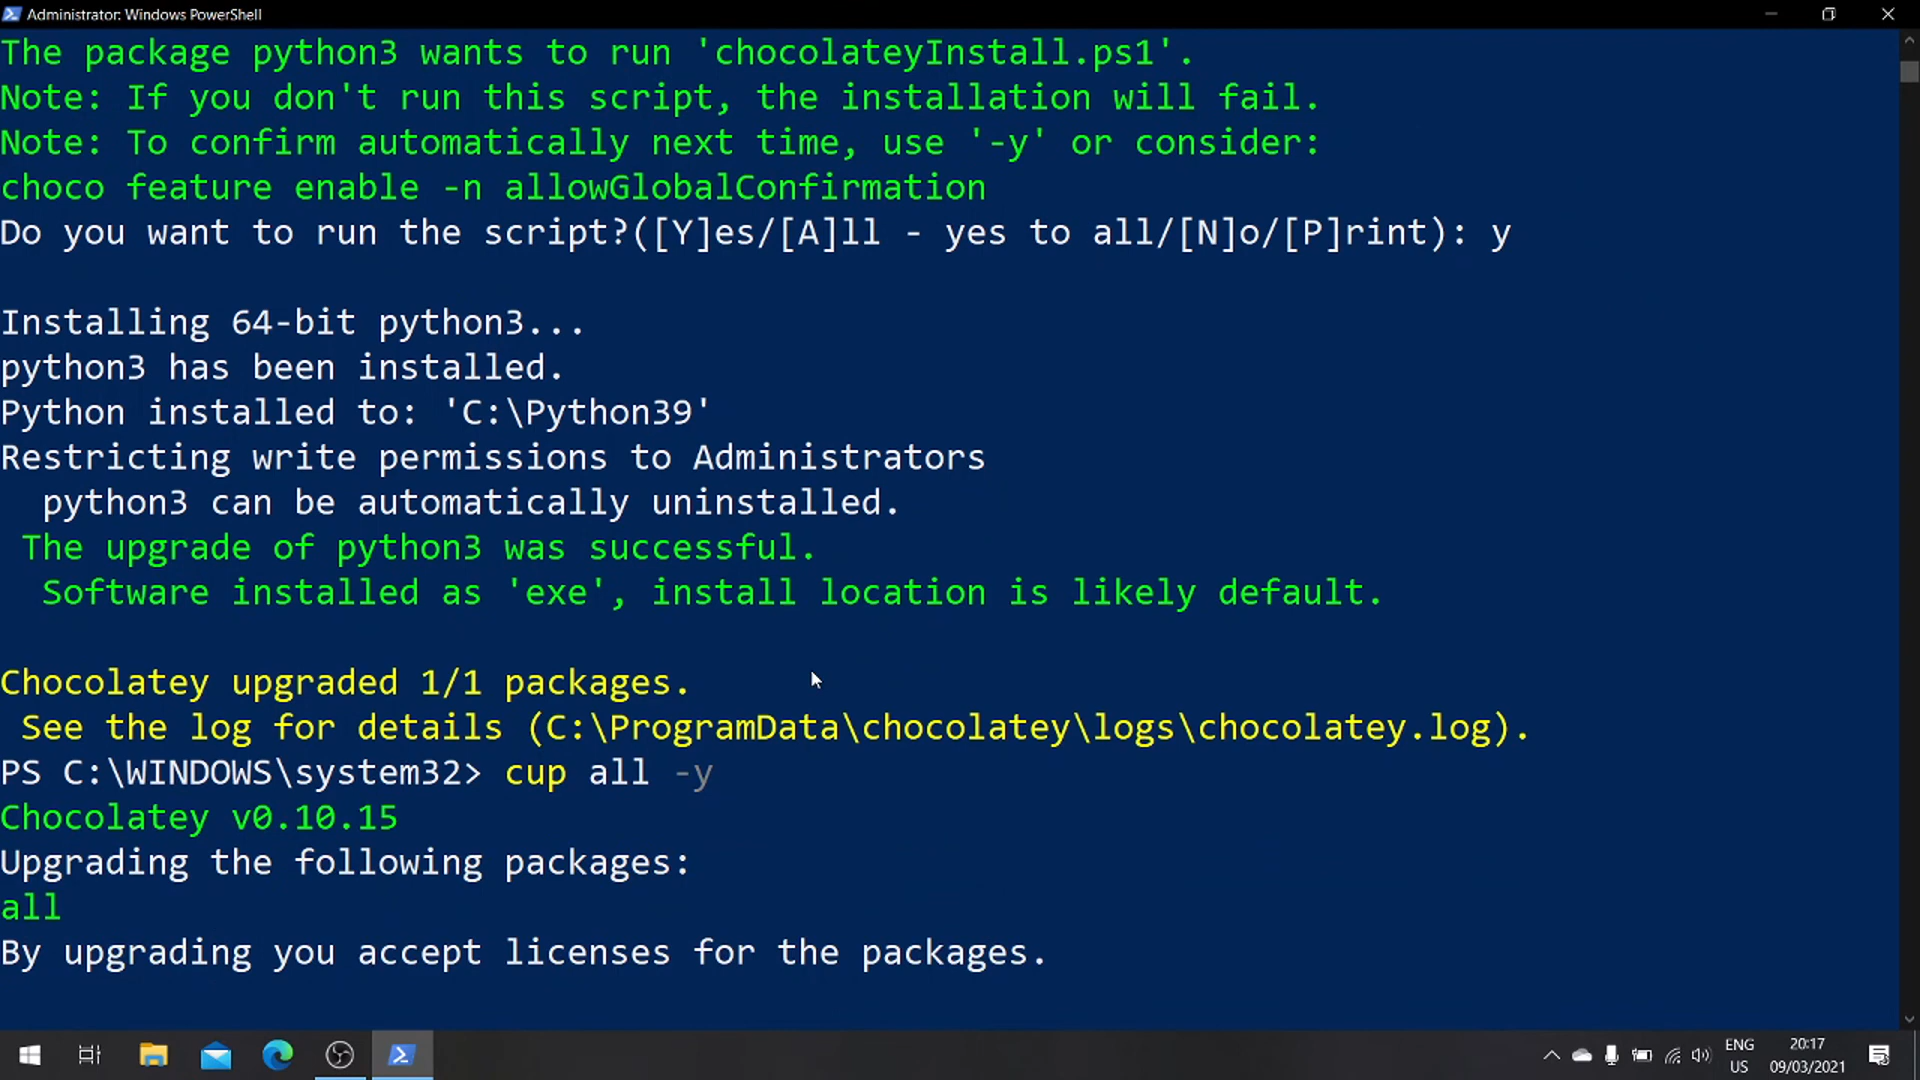 Administrator: Windows PowerShell
The package python3 wants to run 'chocolateyInstall.ps1'.
Note: If you don't run this script, the installation will fail.
Note: To confirm automatically next time, use '-y' or consider:
choco feature enable -n allowGlobalConfirmation
Do you want to run the script?([Y]es/[A]ll - yes to all/[N]o/[P]rint): y
Installing 64-bit python3...
python3 has been installed.
Python installed to: 'C:\Python39'
Restricting write permissions to Administrators
python3 can be automatically uninstalled.
The upgrade of python3 was successful.
Software installed as 'exe', install location is likely default.
Chocolatey upgraded 1/1 packages.
See the log for details (C:\ProgramData\chocolatey\logs\chocolatey.log).
PS C:\WINDOWS\system32> cup all -y
Chocolatey v0.10.15
Upgrading the following packages:
all
By upgrading you accept licenses for the packages.
ENG
US
20:17
09/03/2021